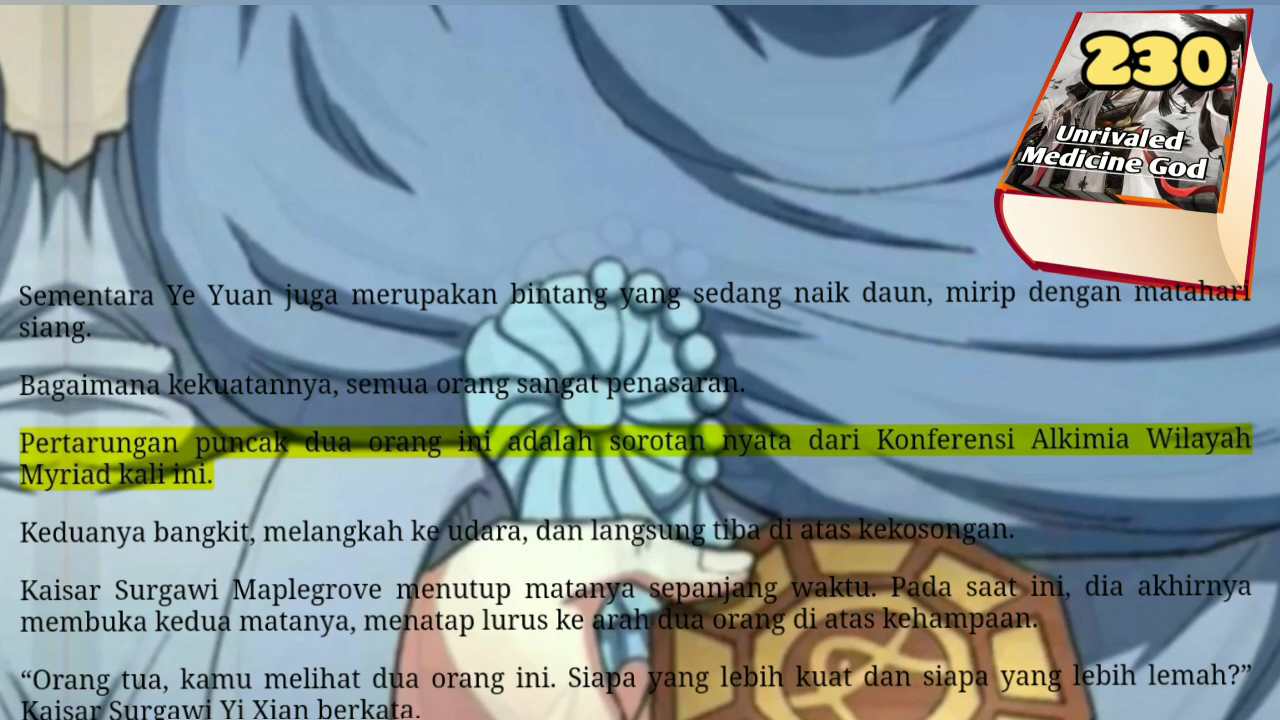 230
Unrivaled
Medicine God
Sementara Ye Yuan juga merupakan bintang yang sedang naik daun, mirip dengan matahari
siang.
Bagaimana kekuatannya, semua orang sangat penasaran.
Pertarungan puncak dua orang ini adalah sorotan nyata dari Konferensi Alkimia Wilayah
Myriad kali ini.
Keduanya bangkit, melangkah ke udara, dan langsung tiba di atas kekosongan.
Kaisar Surgawi Maplegrove menutup matanya sepanjang waktu. Pada saat ini, dia akhirnya
membuka kedua matanya, menatap lurus ke arah dua orang di atas kehampaan.
“Orang tua, kamu melihat dua orang ini. Siapa yang lebih kuat dan siapa yang lebih lemah?”
Kaisar Surgawi Yi Xian berkata.